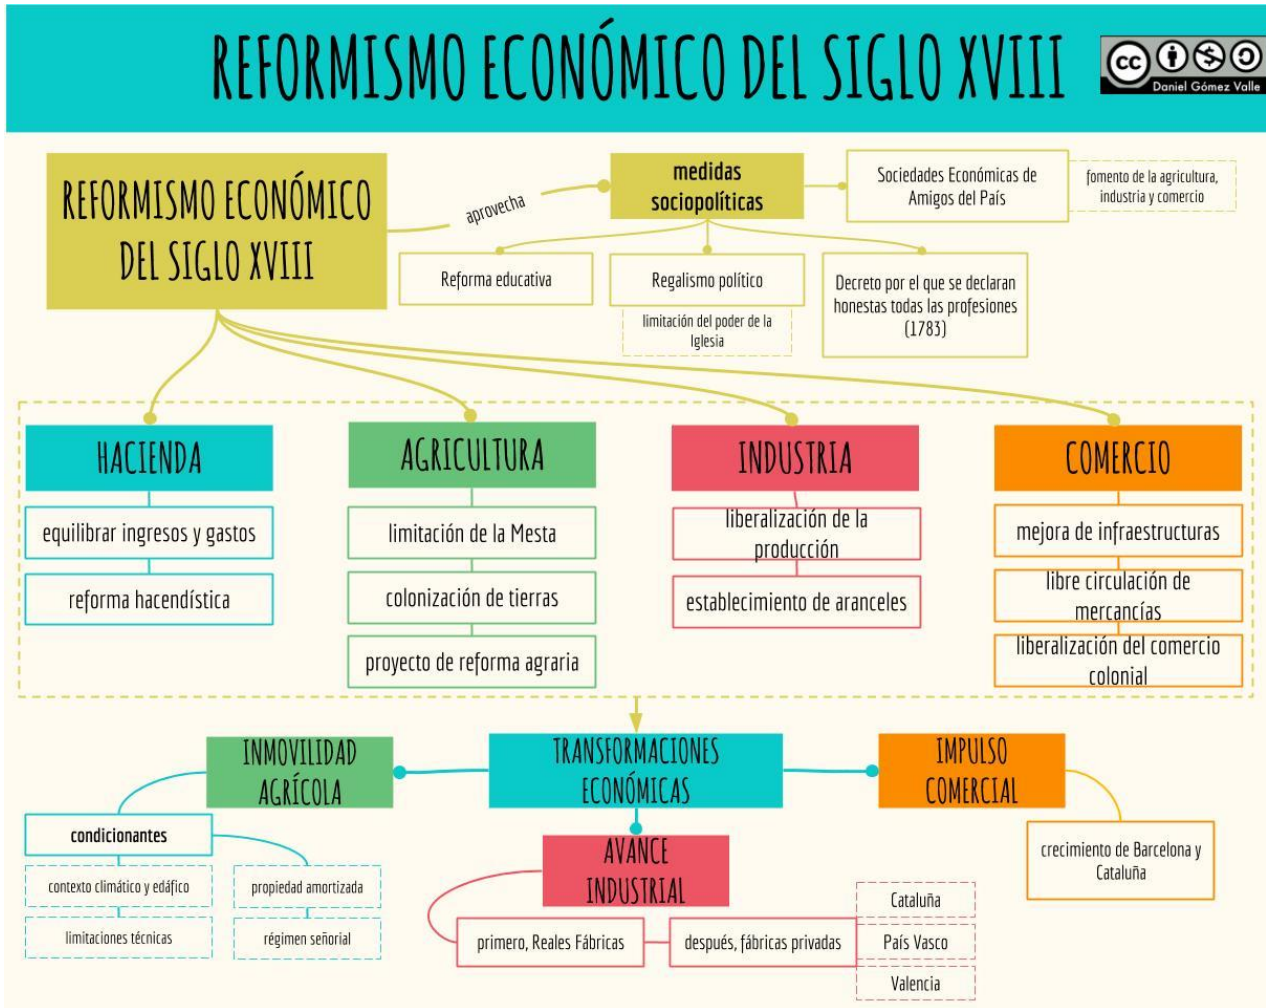 REFORMISMO ECONÓMICO DEL SIGLO XVIII
cc
Daniel Gómez Valle
REFORMISMO ECONÓMICO
DEL SIGLO XVIII
aprovecha
medidas
sociopolíticas
Sociedades Económicas de
Amigos del País
fomento de la agricultura,
industria y comercio
Reforma educativa
Regalismo político
limitación del poder de la
Iglesia
Decreto por el que se declaran
honestas todas las profesiones
(1783)
HACIENDA
equilibrar ingresos y gastos
reforma hacendística
AGRICULTURA
limitación de la Mesta
colonización de tierras
proyecto de reforma agraria
INDUSTRIA
liberalización de la
producción
establecimiento de aranceles
COMERCIO
mejora de infraestructuras
libre circulación de
mercancías
liberalización del comercio
colonial
TRANSFORMACIONES
ECONÓMICAS
INMOVILIDAD
AGRÍCOLA
condicionantes
contexto climático y edáfico
limitaciones técnicas
propiedad amortizada
régimen señorial
AVANCE
INDUSTRIAL
primero, Reales Fábricas
después, fábricas privadas
Cataluña
País Vasco
Valencia
IMPULSO
COMERCIAL
crecimiento de Barcelona y
Cataluña